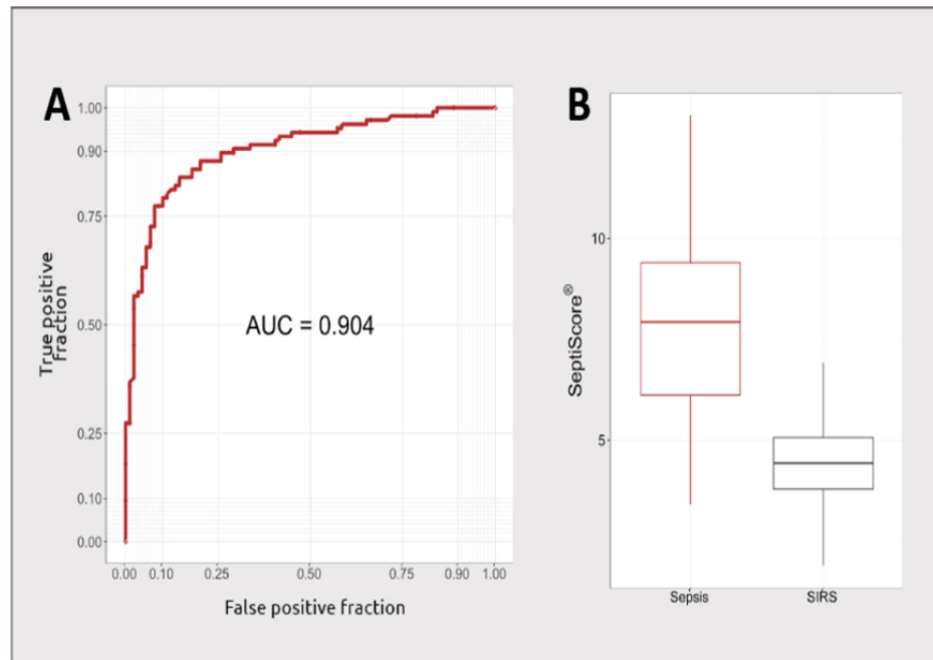 A
1.00
0.90
0.75
0.50
0.25
0.10
0.00
True positive
fraction
AUC = 0.904
0.00 0.10 0.25 0.50 0.75 0.90 1.00
False positive fraction
B
10
5
SeptiScore®
Sepsis SIRS